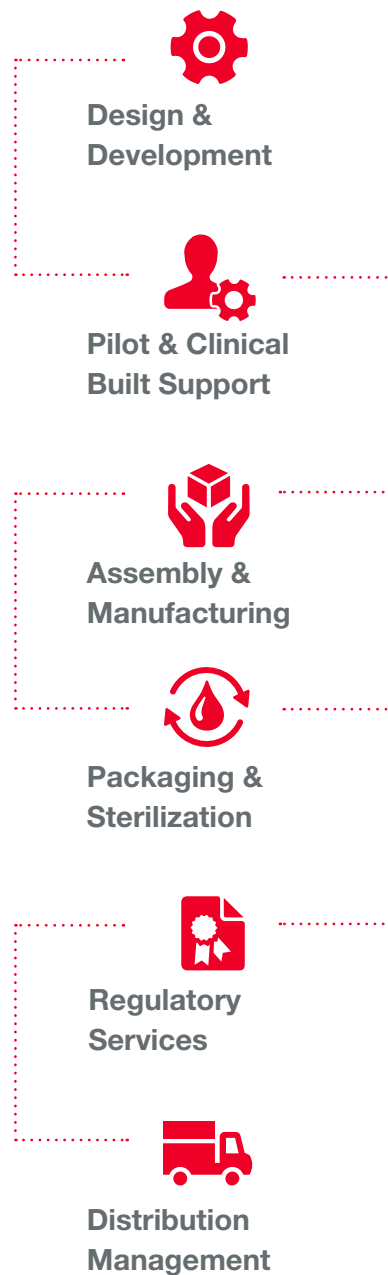 Design &
Development
Pilot & Clinical
Built Support
Assembly &
Manufacturing
Packaging &
Sterilization
Regulatory
Services
Distribution
Management